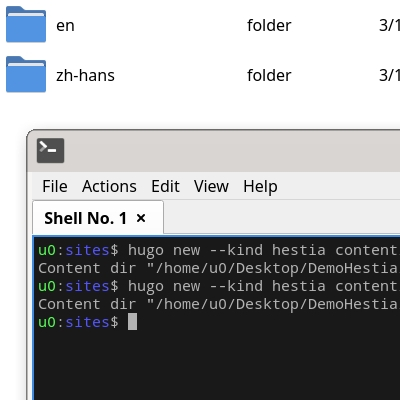 en folder 3/1
zh-hans folder 3/1
File Actions Edit View Help
Shell No. 1 ×
u0:sites$ hugo new --kind hestia content
Content dir "/home/u0/Desktop/DemoHestia
u0:sites$ hugo new --kind hestia content
Content dir "/home/u0/Desktop/DemoHestia
u0:sites$